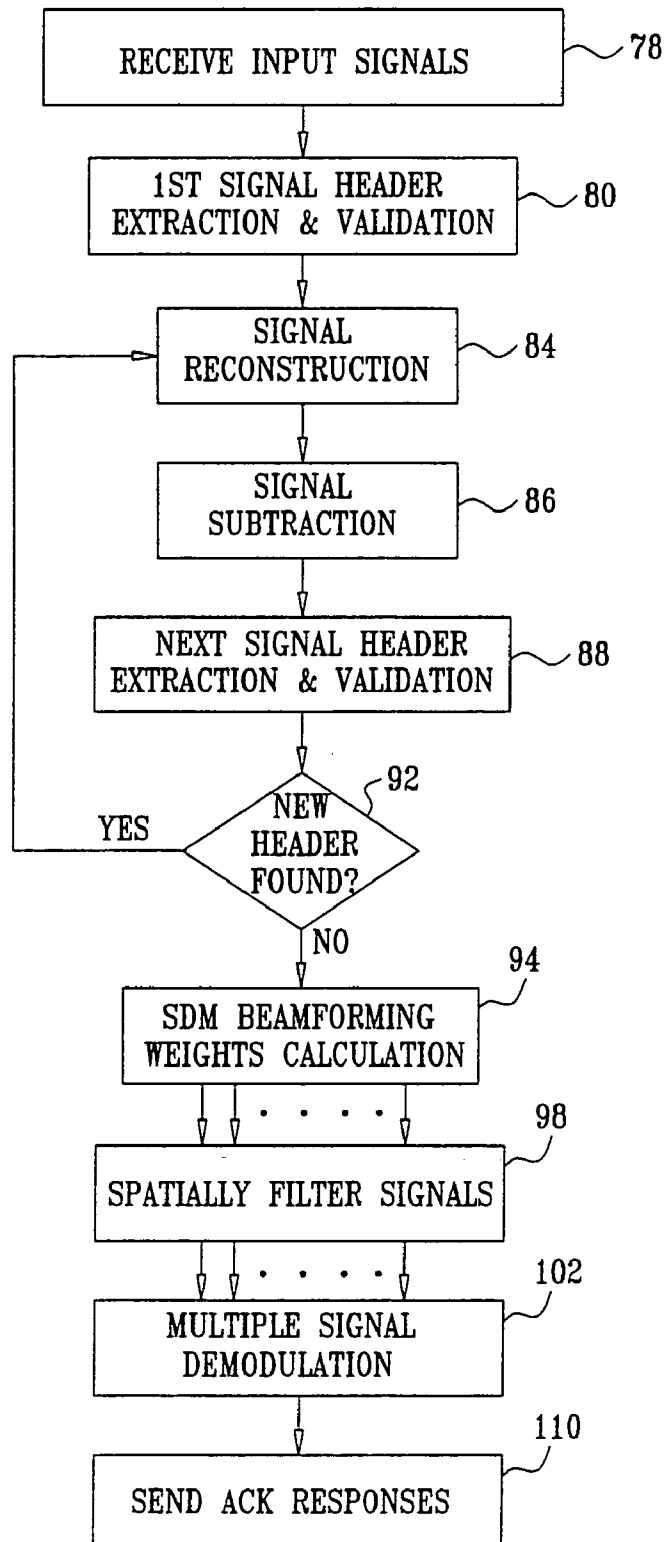 RECEIVE INPUT SIGNALS
78
1ST SIGNAL HEADER
EXTRACTION & VALIDATION
80
SIGNAL
RECONSTRUCTION
84
SIGNAL
SUBTRACTION
86
NEXT SIGNAL HEADER
EXTRACTION & VALIDATION
88
92
NEW
HEADER
FOUND?
YES
NO
94
SDM BEAMFORMING
WEIGHTS CALCULATION
98
SPATIALLY FILTER SIGNALS
102
MULTIPLE SIGNAL
DEMODULATION
110
SEND ACK RESPONSES